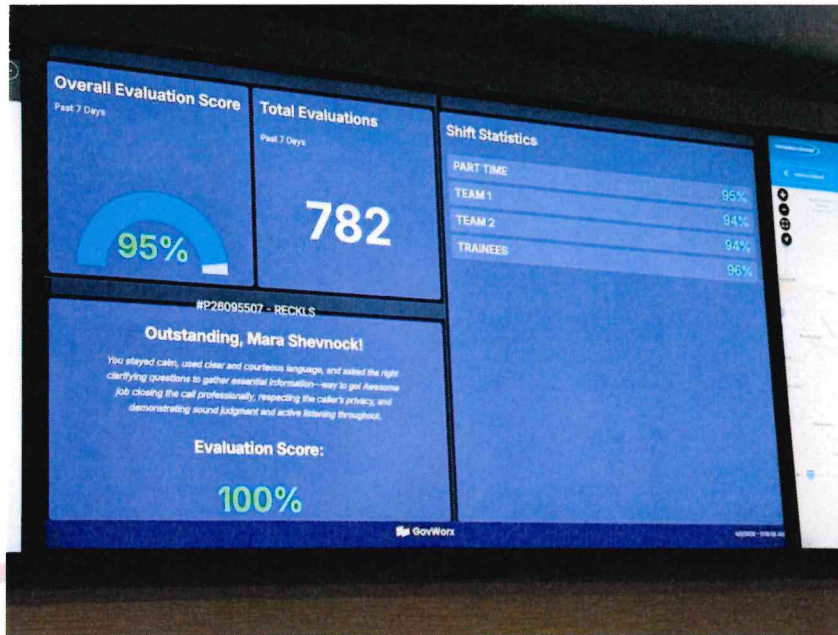 Overall Evaluation Score
Past 7 Days
95%
Total Evaluations
Past 7 Days
782
Shift Statistics
PART TIME 95%
TEAM 1 94%
TEAM 2 94%
TRAINEES 96%
#P26095507 - RECKLS
Outstanding, Mara Shevnock!
You stayed calm, used clear and courteous language, and asked the right
clarifying questions to gather essential information—way to go! Awesome
job closing the call professionally, respecting the caller's privacy, and
demonstrating sound judgment and active listening throughout.
Evaluation Score:
100%
GovWorx